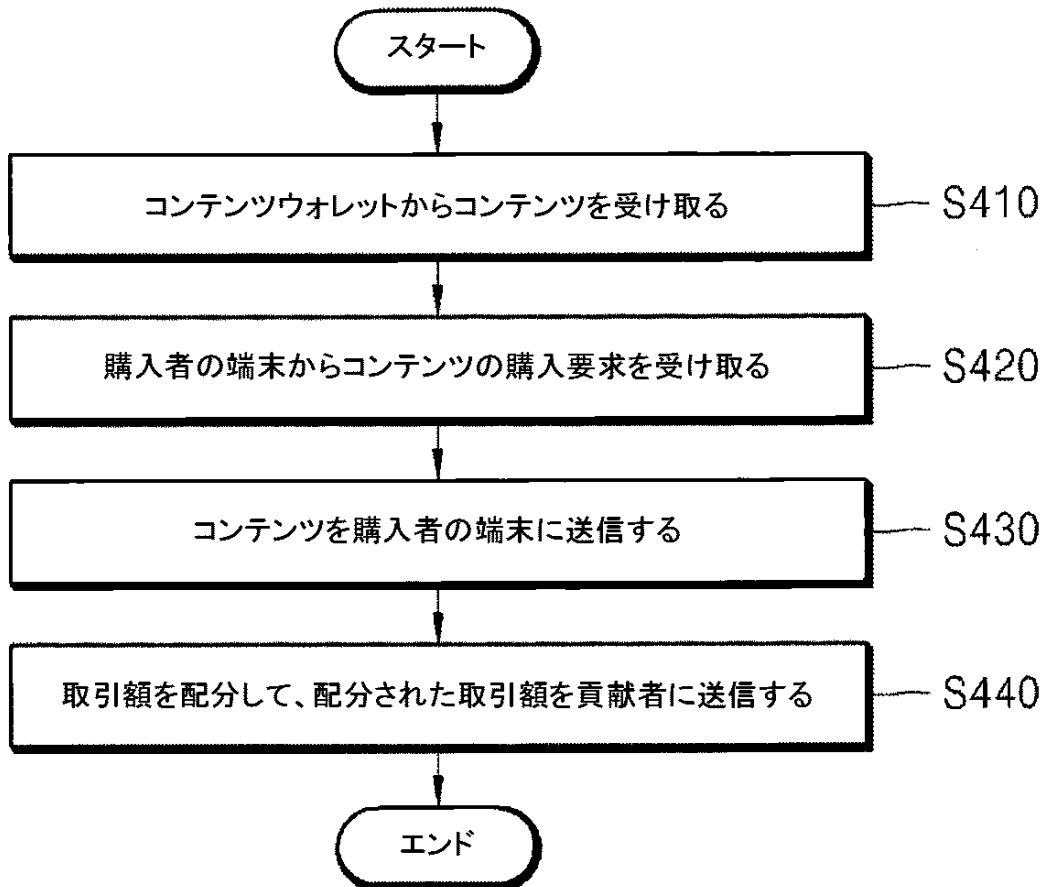 スタート
コンテンツウォレットからコンテンツを受け取る
S410
購入者の端末からコンテンツの購入要求を受け取る
S420
コンテンツを購入者の端末に送信する
S430
取引額を配分して、配分された取引額を貢献者に送信する
S440
エンド